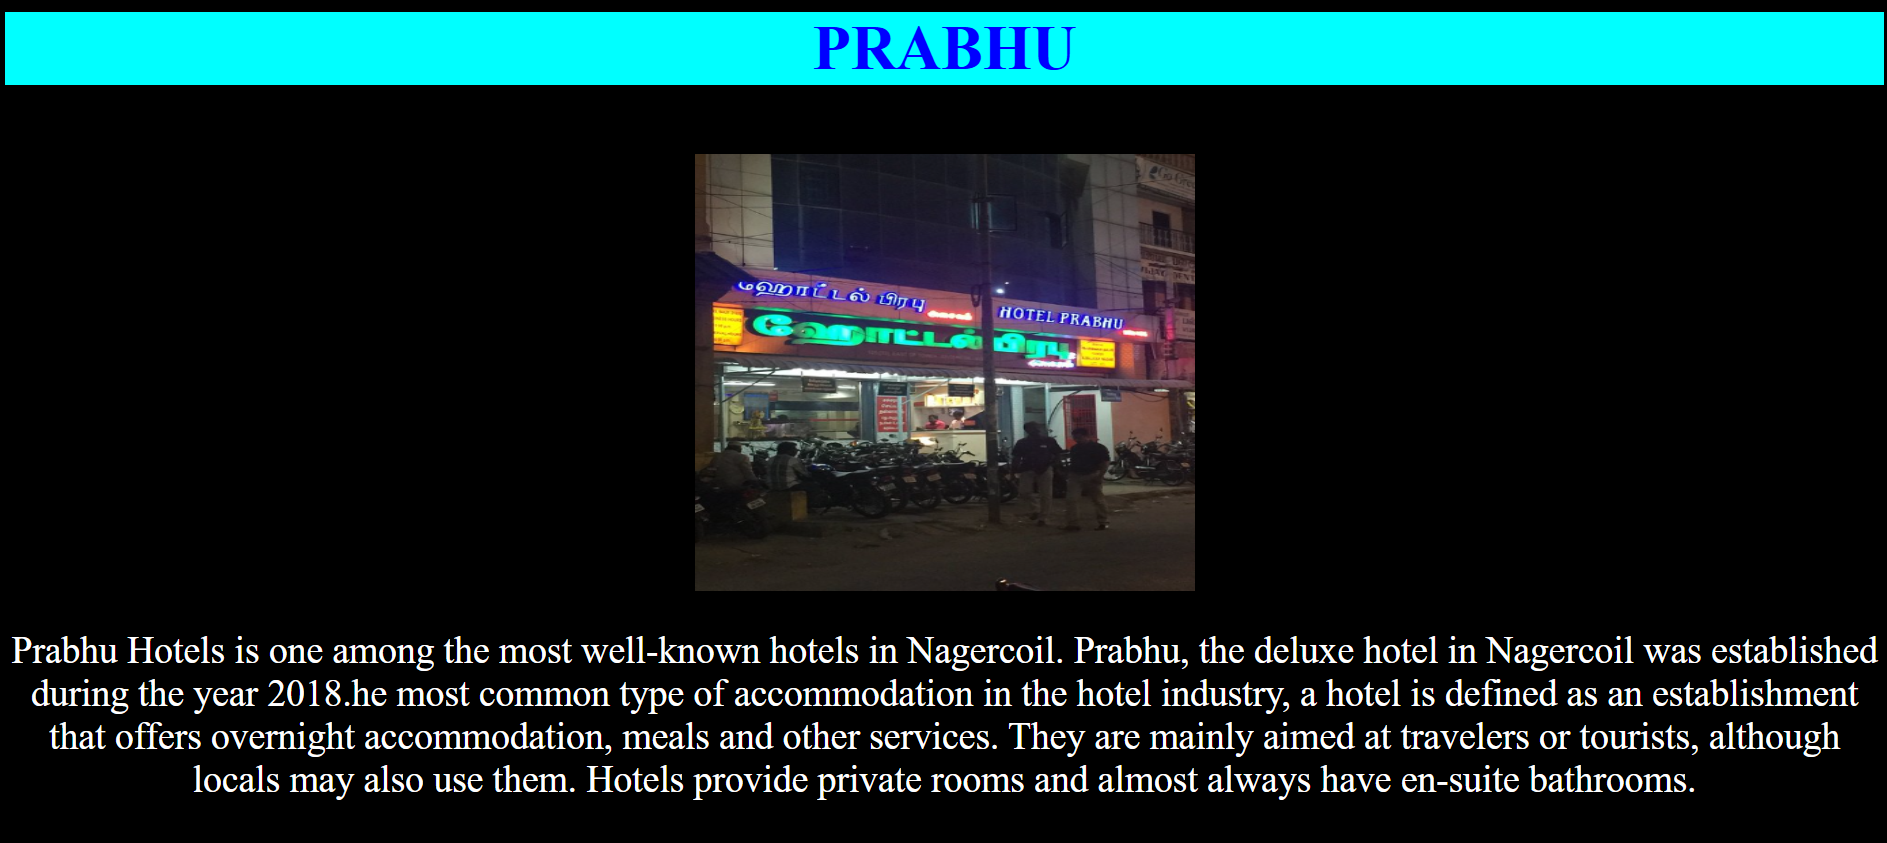 PRABHU
ஹோட்டல் பிரபு
HOTEL PRABHU
ஹோட்டல் பிரபு
Prabhu Hotels is one among the most well-known hotels in Nagercoil. Prabhu, the deluxe hotel in Nagercoil was established
during the year 2018.he most common type of accommodation in the hotel industry, a hotel is defined as an establishment
that offers overnight accommodation, meals and other services. They are mainly aimed at travelers or tourists, although
locals may also use them. Hotels provide private rooms and almost always have en-suite bathrooms.